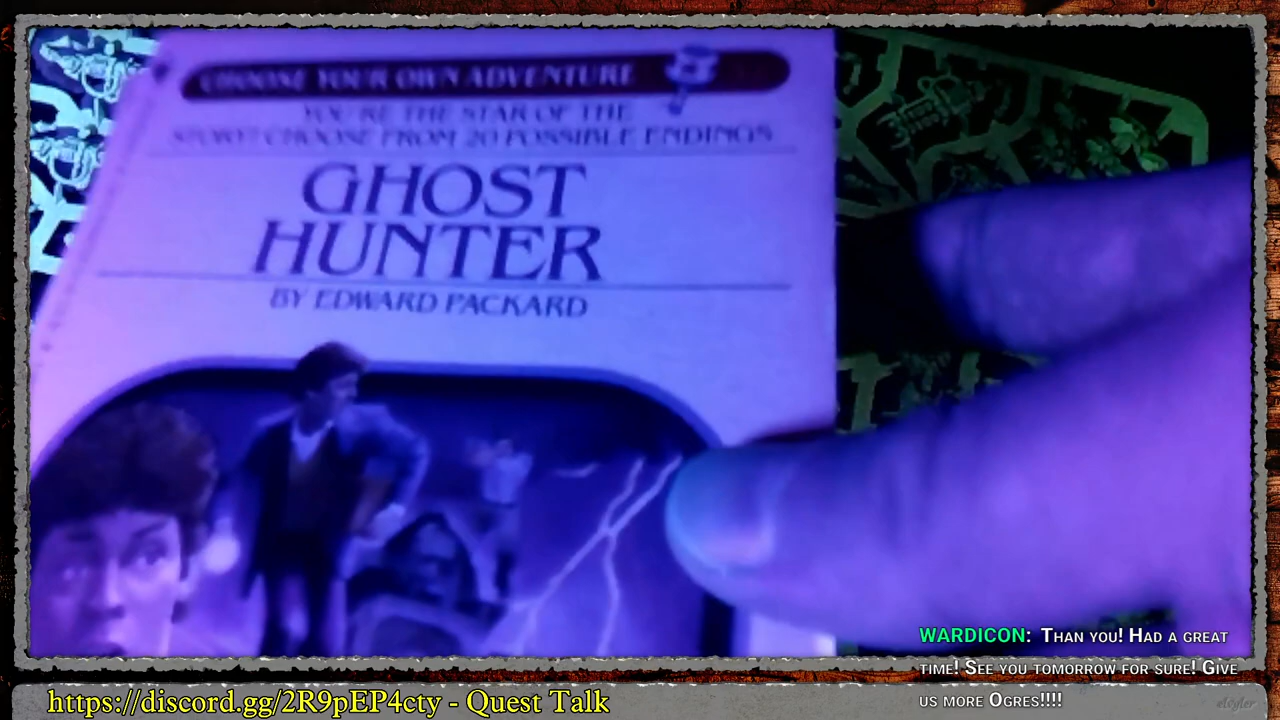 CHOOSE YOUR OWN ADVENTURE
YOU'RE THE STAR OF THE
STORY! CHOOSE FROM 20 POSSIBLE ENDINGS
GHOST
HUNTER
BY EDWARD PACKARD
WARDICON: THAN YOU! HAD A GREAT
TIME! SEE YOU TOMORROW FOR SURE! GIVE
US MORE OGRES!!!!
https://discord.gg/2R9pEP4cty - Quest Talk